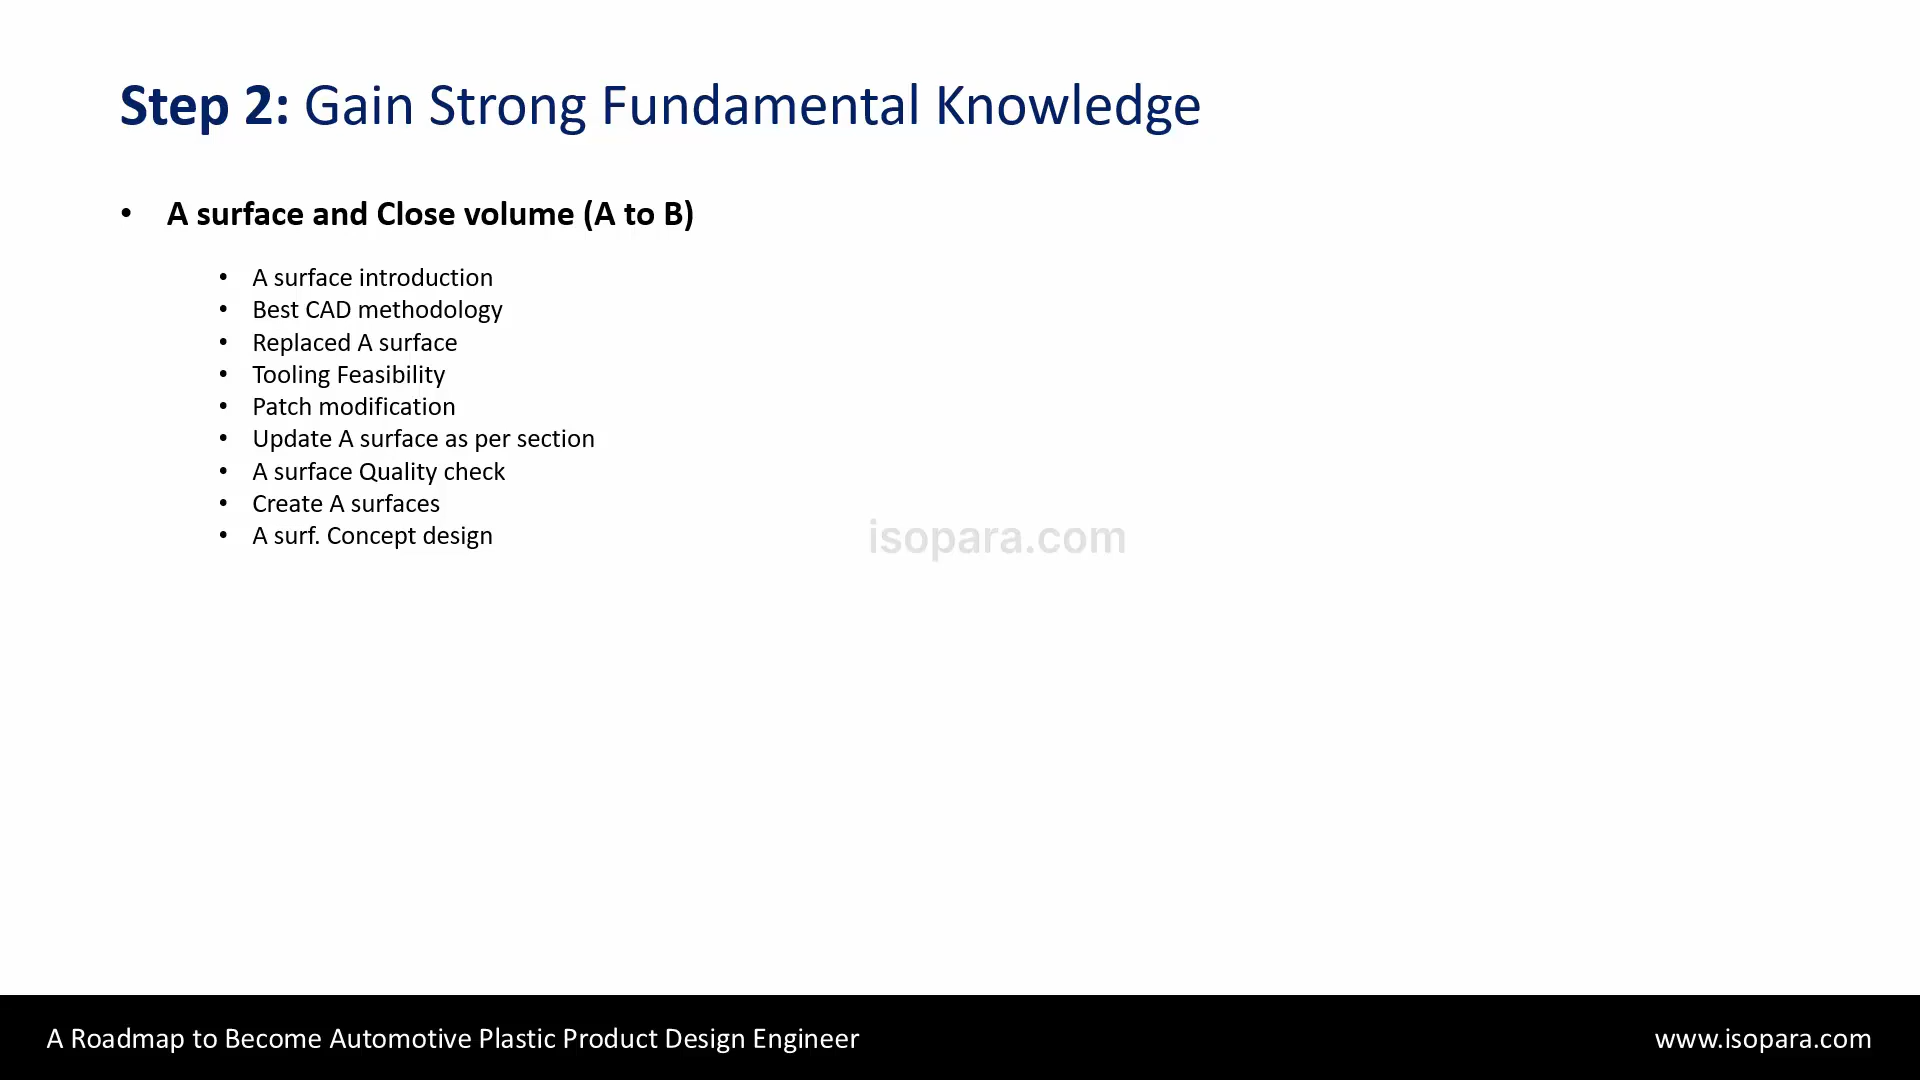 Step 2: Gain Strong Fundamental Knowledge
• A surface and Close volume (A to B)
• A surface introduction
• Best CAD methodology
• Replaced A surface
• Tooling Feasibility
• Patch modification
• Update A surface as per section
• A surface Quality check
• Create A surfaces
• A surf. Concept design
isopara.com
A Roadmap to Become Automotive Plastic Product Design Engineer
www.isopara.com